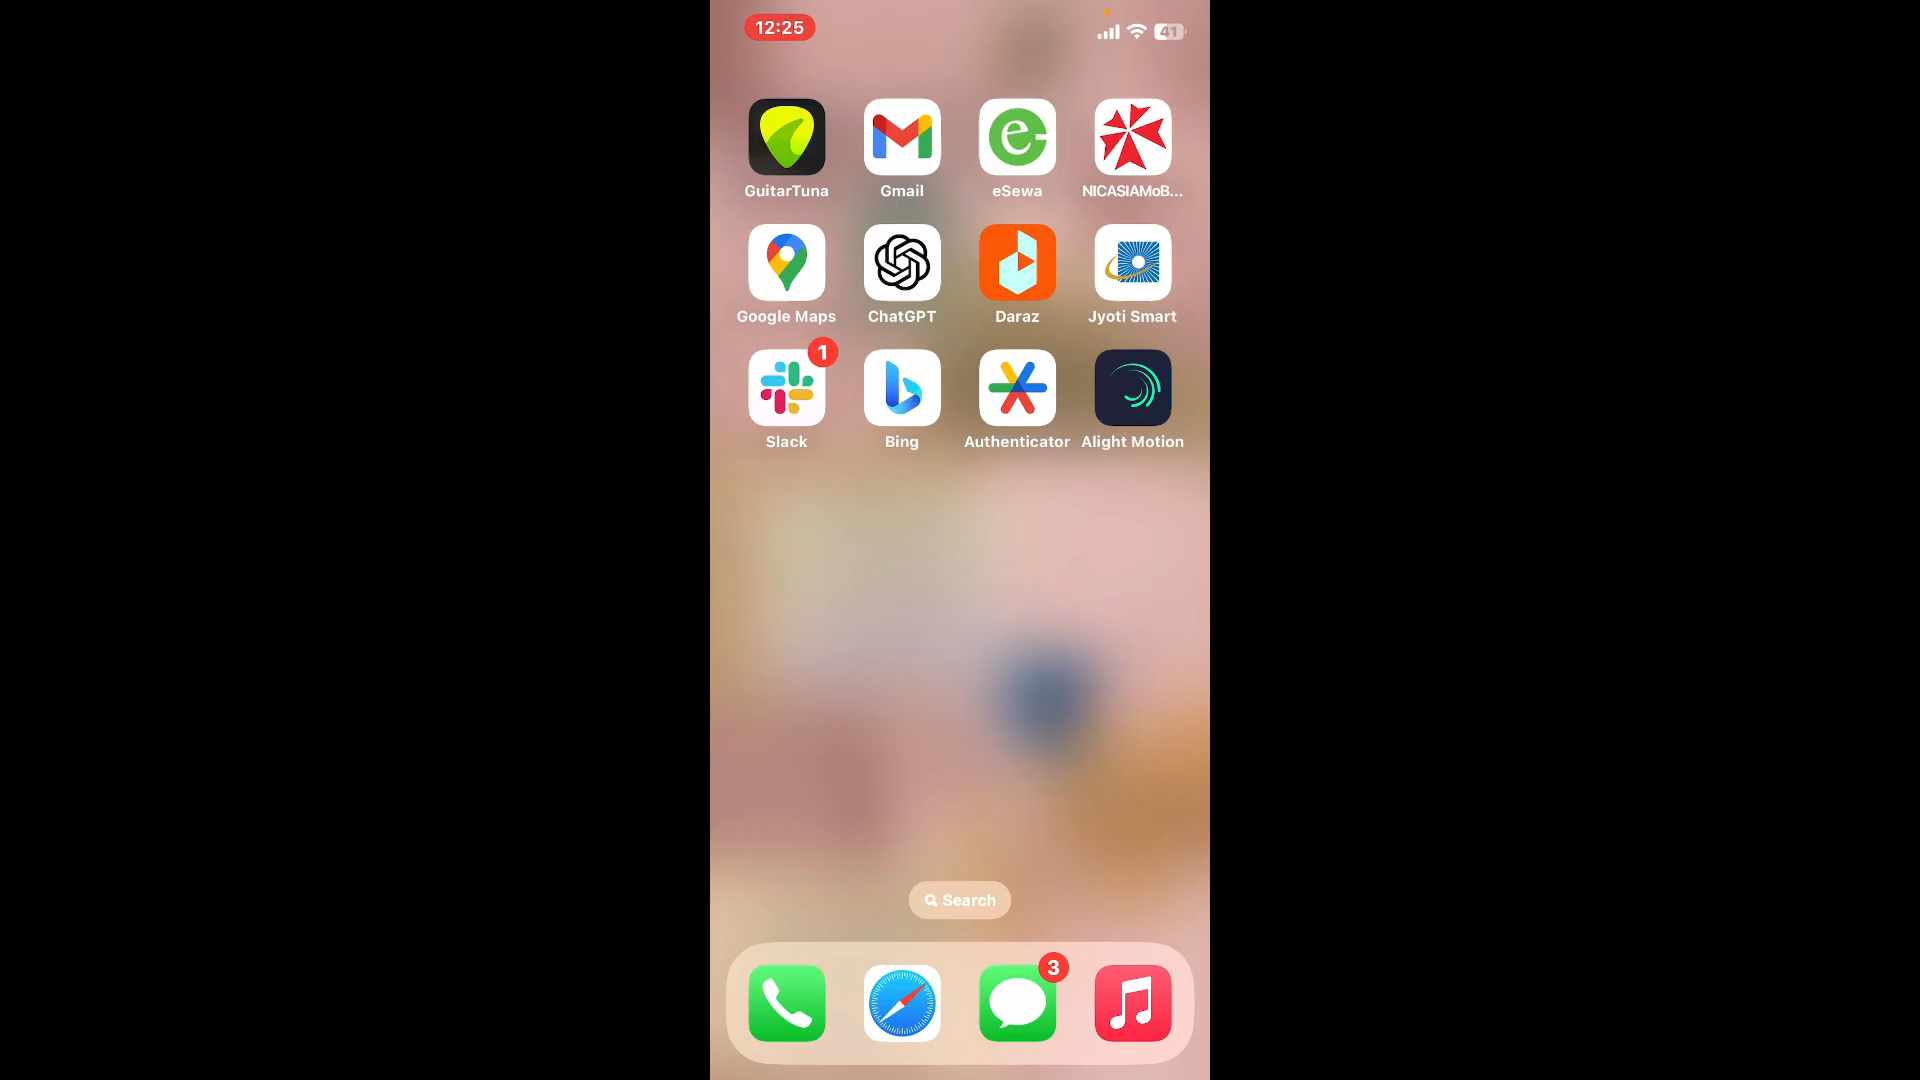 12:25
41
GuitarTuna
Gmail
eSewa
NICASIAMoB...
Google Maps
ChatGPT
Daraz
Jyoti Smart
1
Slack
Bing
Authenticator
Alight Motion
Search
3